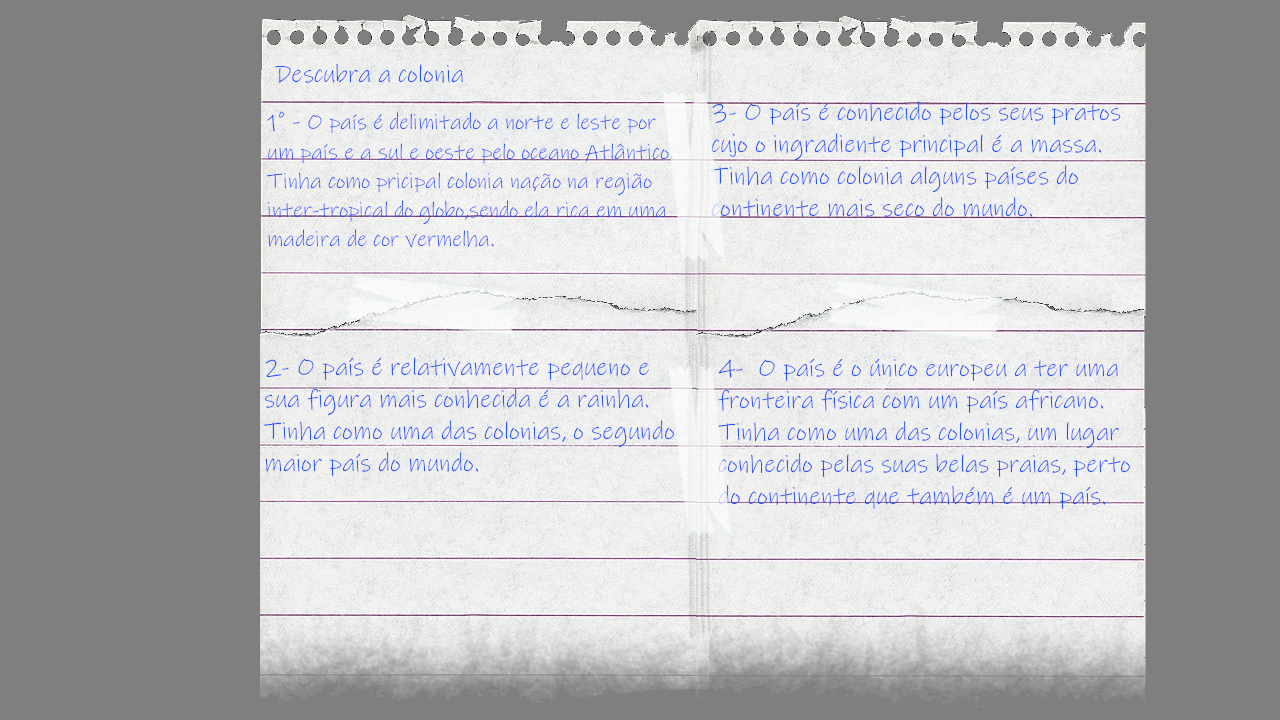 Descubra a colonia
1° - O país é delimitado a norte e leste por
um país e a sul e oeste pelo oceano Atlântico.
Tinha como pricipal colonia nação na região
inter-tropical do globo,sendo ela rica em uma
madeira de cor vermelha.
2- O país é relativamente pequeno e
sua figura mais conhecida é a rainha.
Tinha como uma das colonias, o segundo
maior país do mundo.
3- O país é conhecido pelos seus pratos
cujo o ingradiente principal é a massa.
Tinha como colonia alguns países do
continente mais seco do mundo.
4- O país é o único europeu a ter uma
fronteira física com um país africano.
Tinha como uma das colonias, um lugar
conhecido pelas suas belas praias, perto
do continente que também é um país.